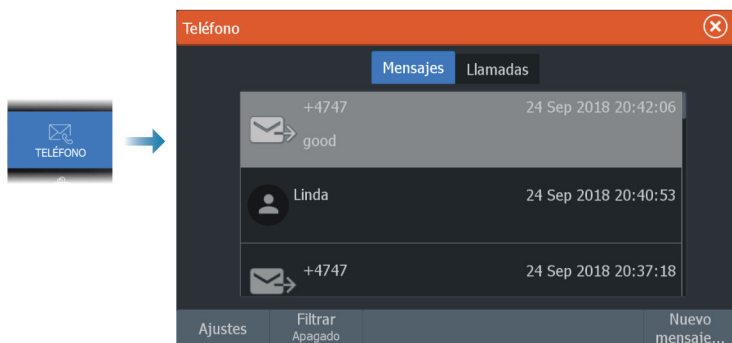 Teléfono
Mensajes Llamadas
TELÉFONO
+4747 24 Sep 2018 20:42:06
good
Linda 24 Sep 2018 20:40:53
+4747 24 Sep 2018 20:37:18
Ajustes
Filtrar
Apagado
Nuevo
mensaje...